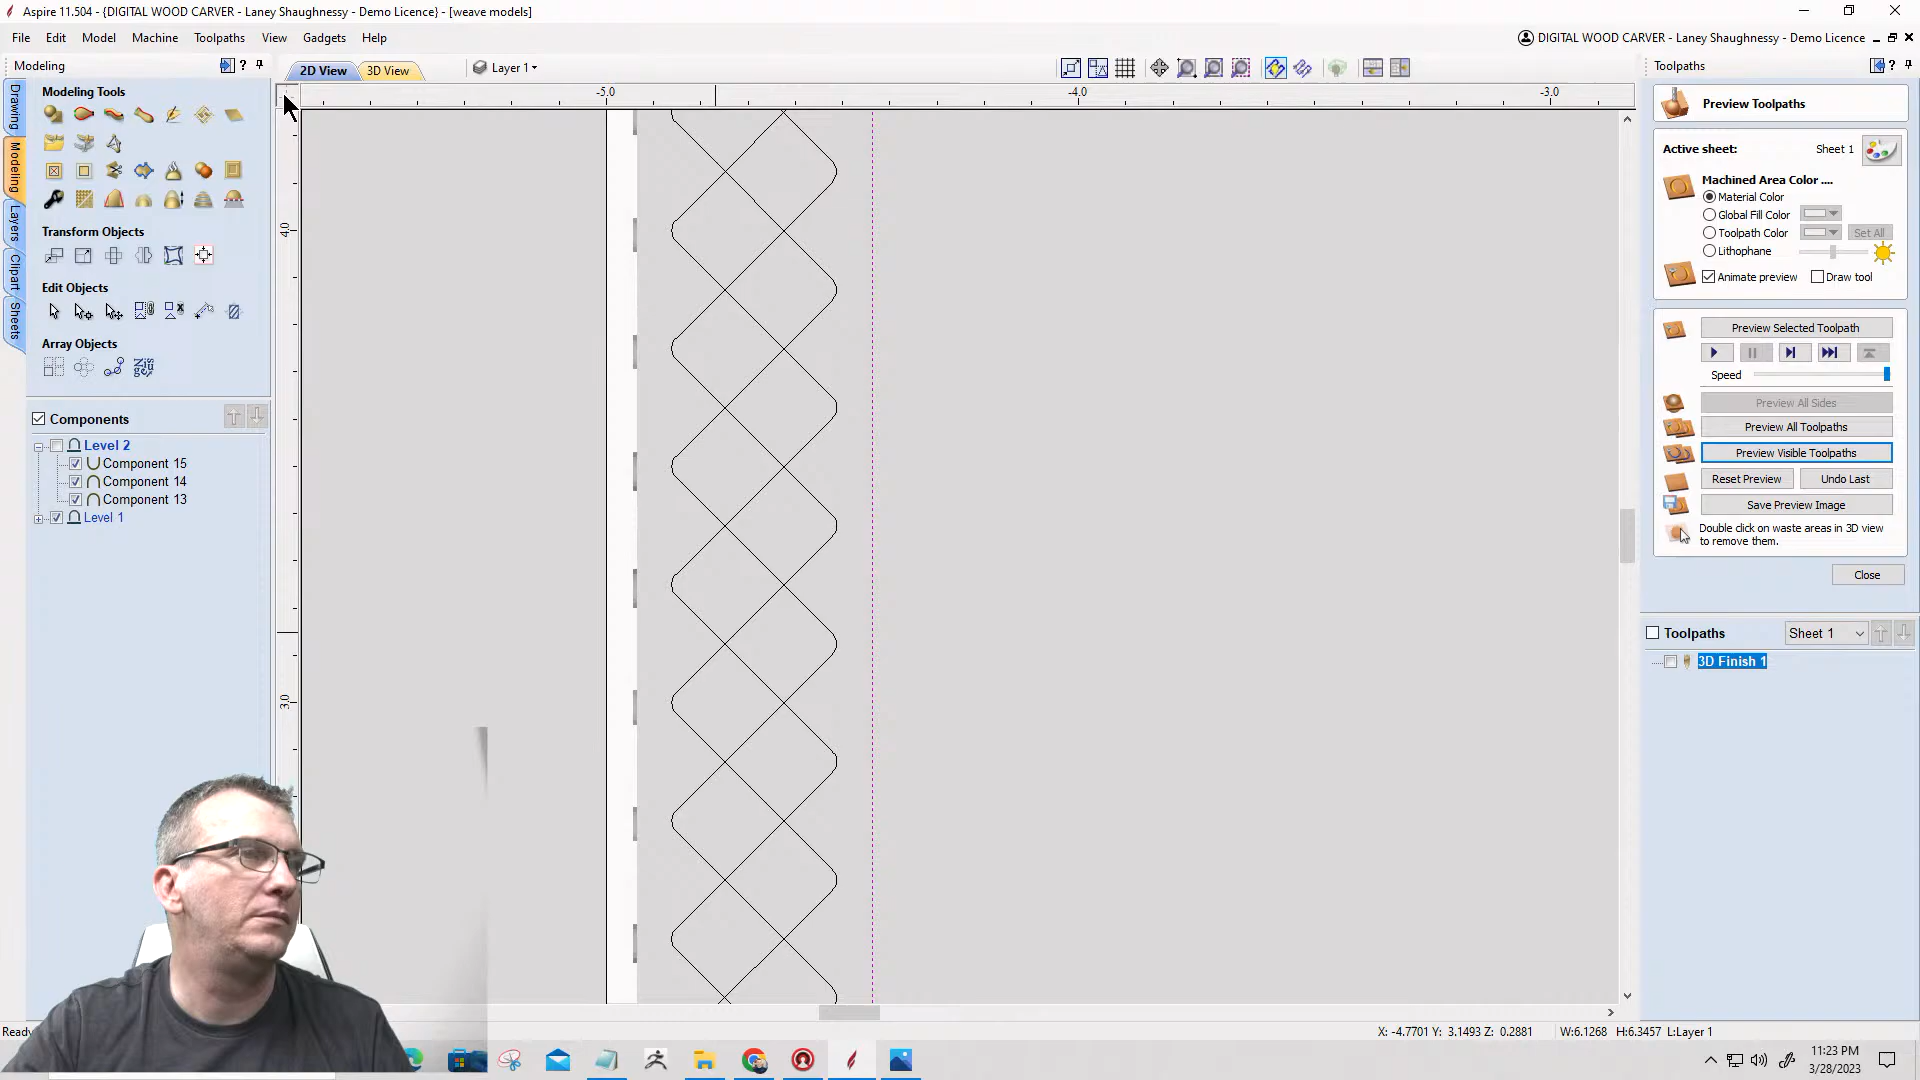 Aspire 11.504 - {DIGITAL WOOD CARVER - Laney Shaughnessy - Demo Licence} - [weave models]
File Edit Model Machine Toolpaths View Gadgets Help
DIGITAL WOOD CARVER - Laney Shaughnessy - Demo Licence
Modeling
2D View
3D View
Layer 1
Toolpaths
Drawing
Modeling
Layers
Clipart
Sheets
Modeling Tools
Transform Objects
Edit Objects
Array Objects
Components
Level 2
Component 15
Component 14
Component 13
Level 1
-5.0
-4.0
-3.0
4.0
3.0
Preview Toolpaths
Active sheet: Sheet 1
Machined Area Color ....
Material Color
Global Fill Color
Toolpath Color
Set All
Lithophane
Animate preview
Draw tool
Preview Selected Toolpath
Speed
Preview All Sides
Preview All Toolpaths
Preview Visible Toolpaths
Reset Preview
Undo Last
Save Preview Image
Double click on waste areas in 3D view
to remove them.
Close
Toolpaths
Sheet 1
3D Finish 1
Ready
X: -4.7701 Y: 3.1493 Z: 0.2881
W:6.1268 H:6.3457 L:Layer 1
11:23 PM
3/28/2023